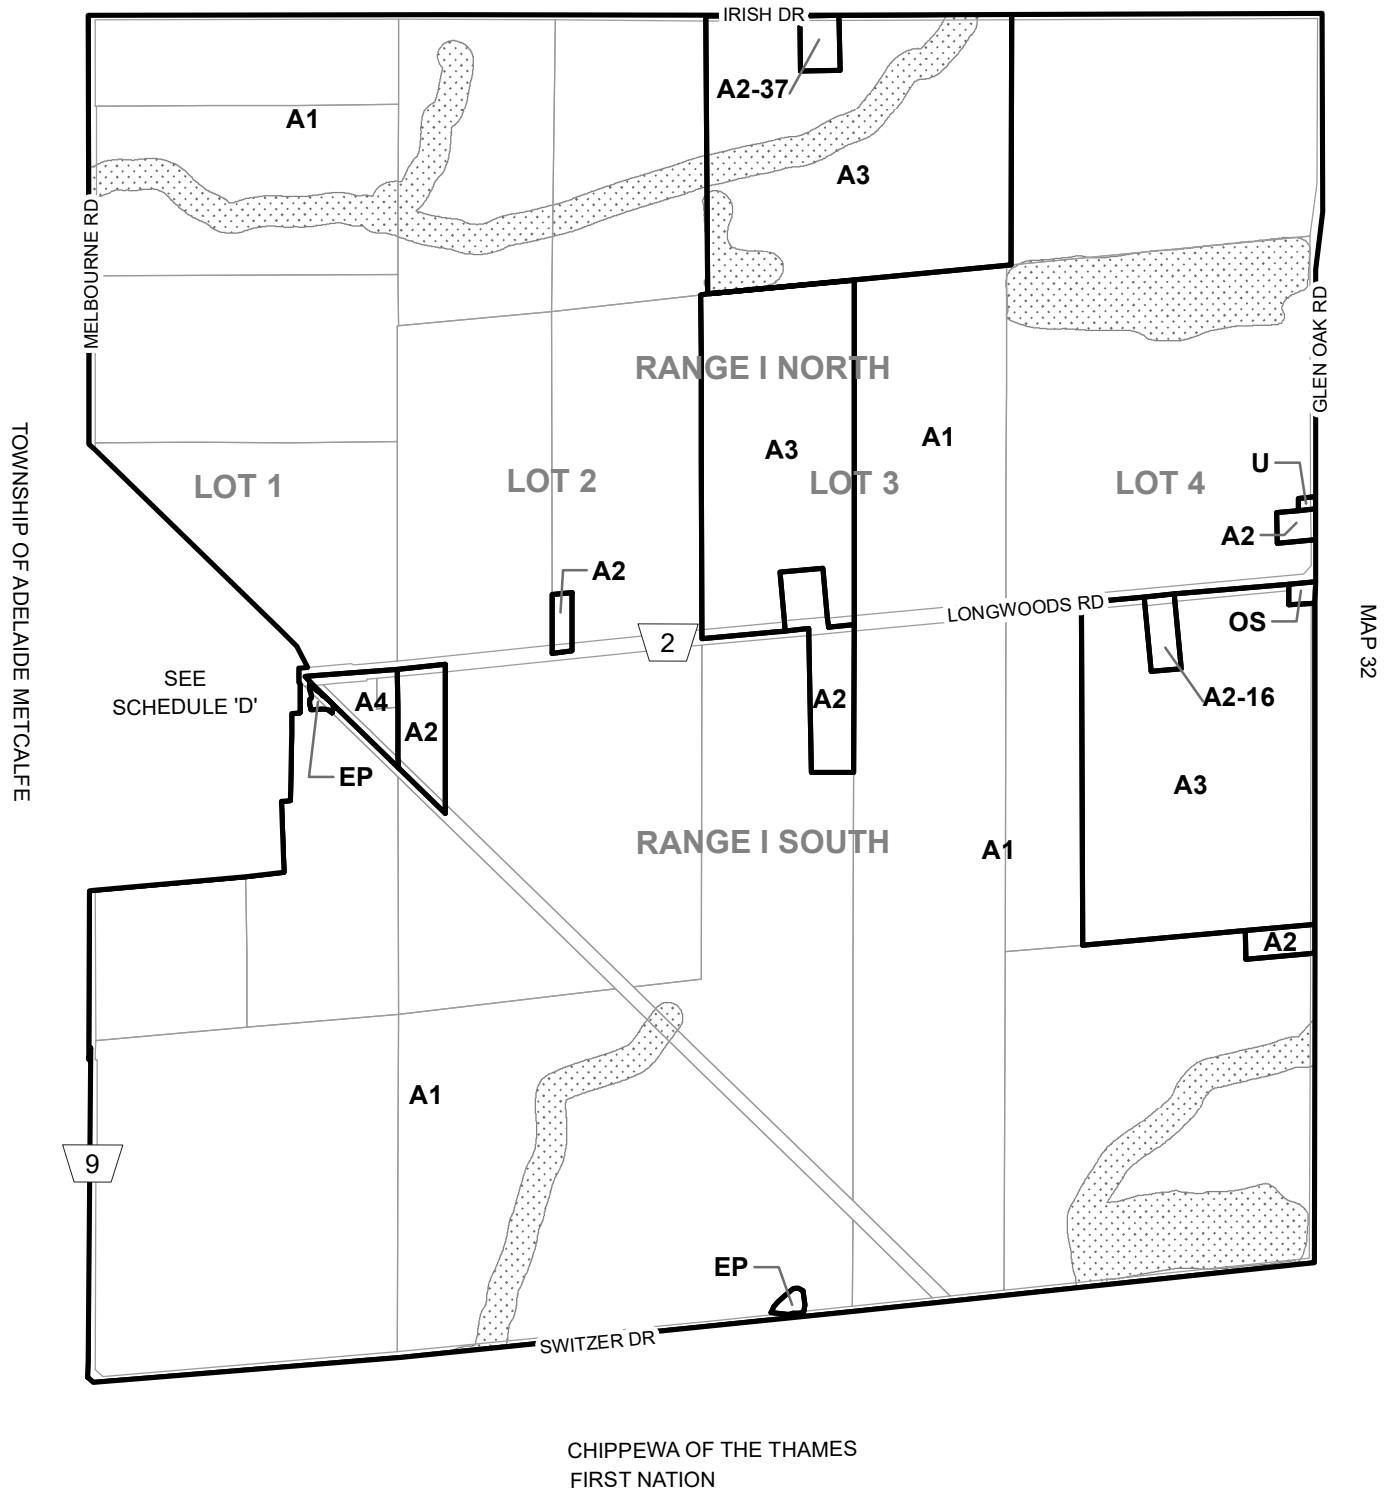 IRISH DR
A2-37
A1
A3
MELBOURNE RD
GLEN OAK RD
RANGE I NORTH
A3
A1
LOT 1
LOT 2
LOT 3
LOT 4
U
A2
A2
TOWNSHIP OF ADELAIDE METCALFE
LONGWOODS RD
2
OS
MAP 32
SEE
SCHEDULE 'D'
A4
A2
A2
A2-16
EP
A3
RANGE I SOUTH
A1
A2
A1
9
EP
SWITZER DR
CHIPPEWA OF THE THAMES
FIRST NATION